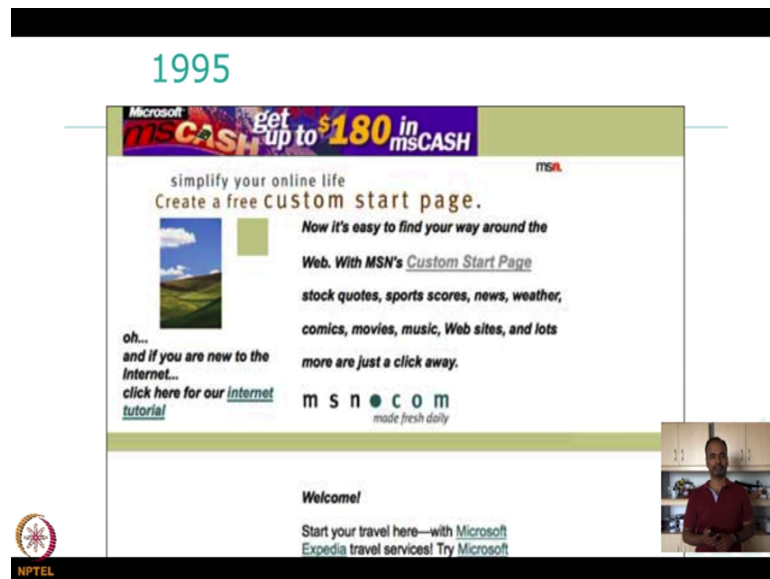 1995
Microsoft
msCASH get up to $180 in msCASH
msn.
simplify your online life
Create a free custom start page.
Now it's easy to find your way around the
Web. With MSN's Custom Start Page
stock quotes, sports scores, news, weather,
comics, movies, music, Web sites, and lots
more are just a click away.
oh...
and if you are new to the
Internet...
click here for our internet
tutorial
msn.com
made fresh daily
Welcome!
Start your travel here—with Microsoft
Expedia travel services! Try Microsoft
NPTEL